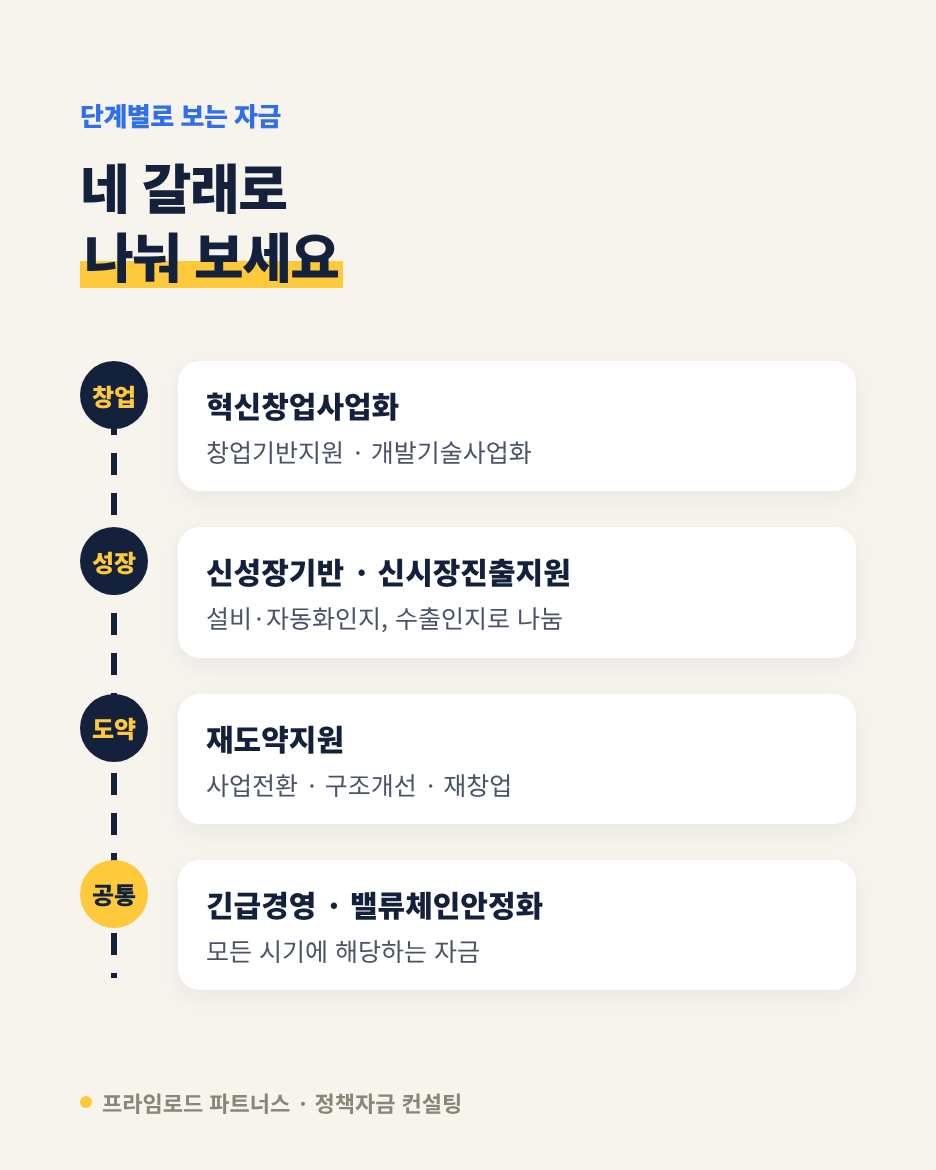 단계별로 보는 자금
네 갈래로
나눠 보세요
창업
혁신창업사업화
창업기반지원 · 개발기술사업화
성장
신성장기반 · 신시장진출지원
설비·자동화인지, 수출인지로 나눔
도약
재도약지원
사업전환 · 구조개선 · 재창업
공통
긴급경영 · 밸류체인안정화
모든 시기에 해당하는 자금
프라임로드 파트너스 · 정책자금 컨설팅